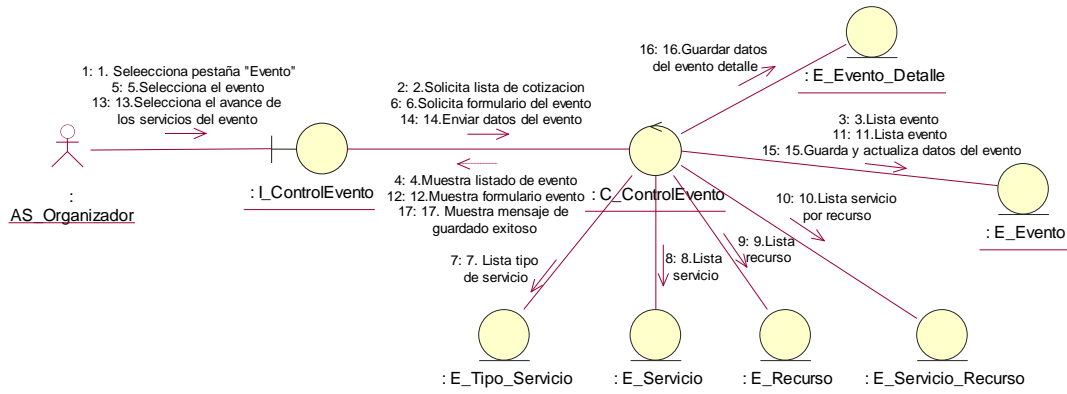 16: 16.Guardar datos
del evento detalle
: E_Evento_Detalle
1: 1. Seleecciona pestaña "Evento"
5: 5.Selecciona el evento
13: 13.Selecciona el avance de
los servicios del evento
2: 2.Solicita lista de cotizacion
6: 6.Solicita formulario del evento
14: 14.Enviar datos del evento
3: 3.Lista evento
11: 11.Lista evento
15: 15.Guarda y actualiza datos del evento
:
AS_Organizador
: I_ControlEvento
4: 4.Muestra listado de evento
12: 12.Muestra formulario evento
17: 17. Muestra mensaje de
guardado exitoso
: C_ControlEvento
10: 10.Lista servicio
por recurso
: E_Evento
7: 7. Lista tipo
de servicio
8: 8.Lista
servicio
9: 9.Lista
recurso
: E_Tipo_Servicio
: E_Servicio
: E_Recurso
: E_Servicio_Recurso